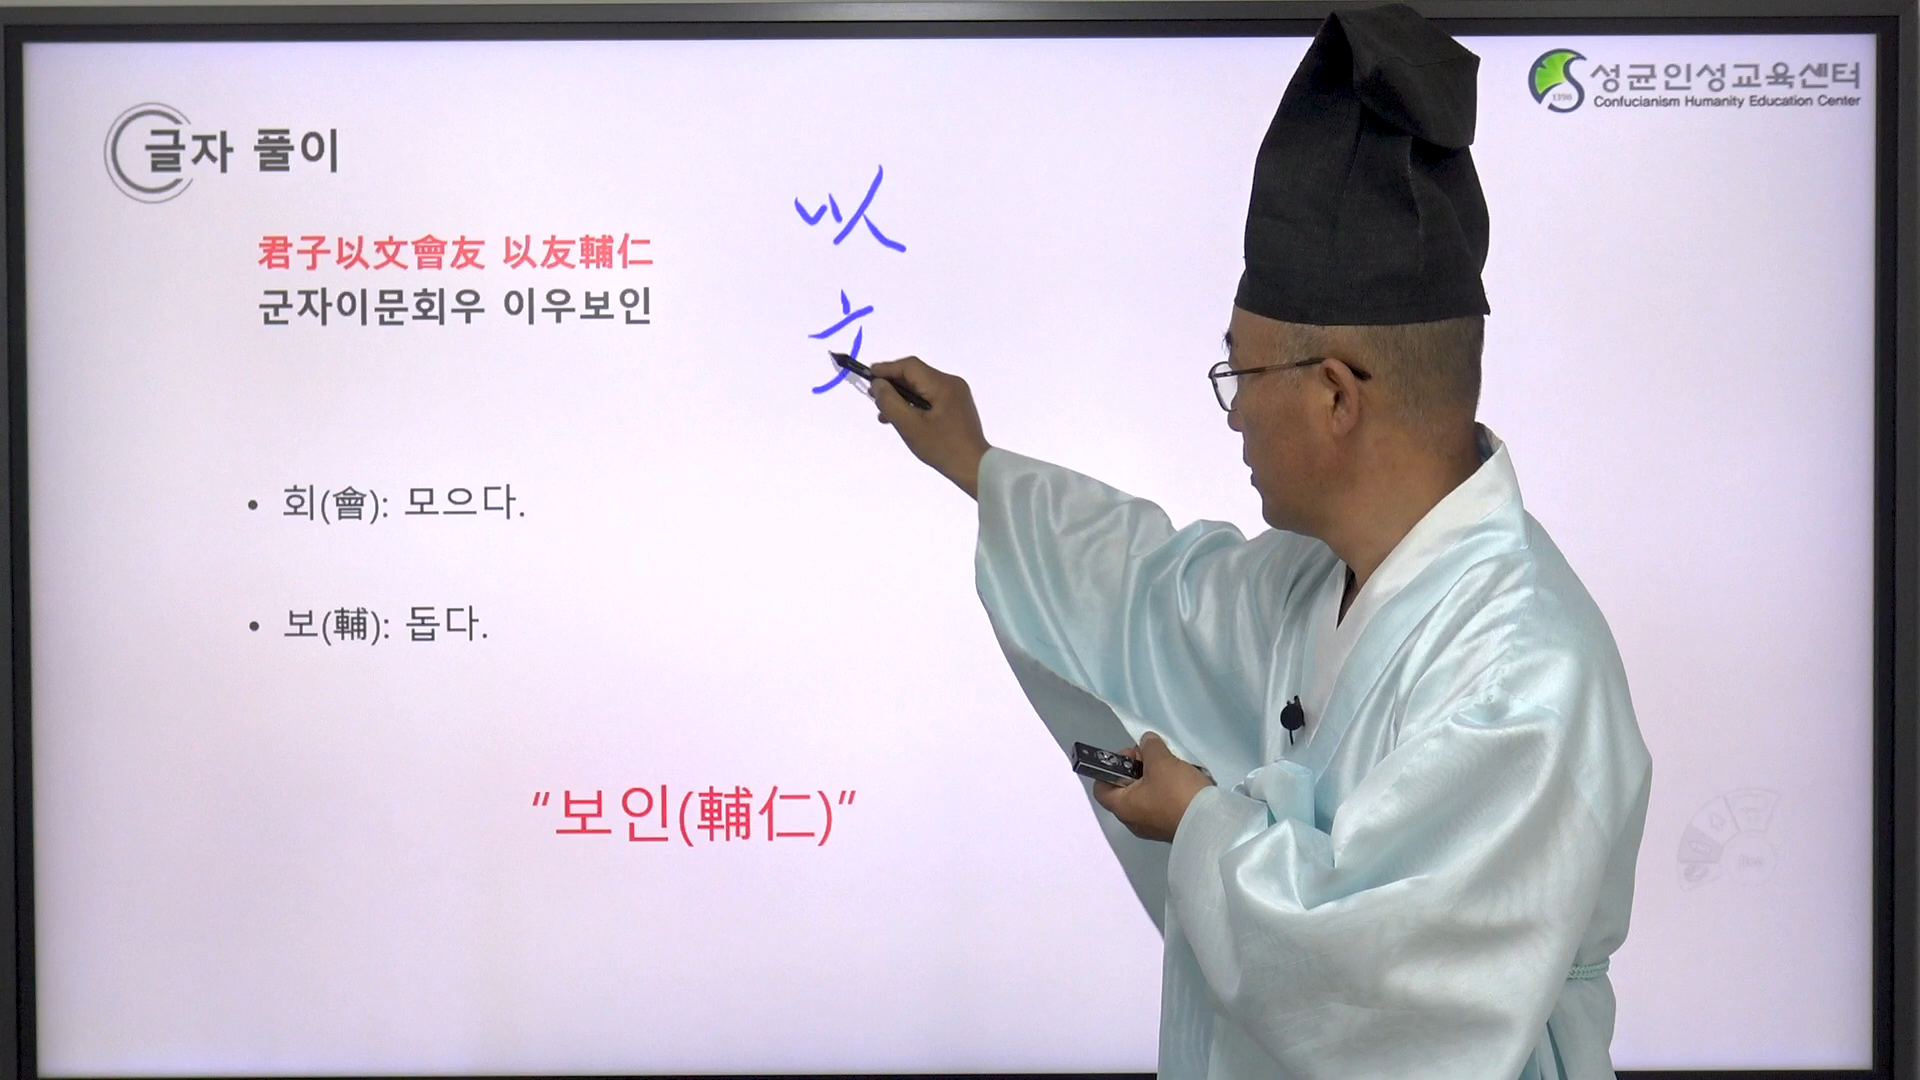 성균인성교육센터
Confucianism Humanity Education Center
글자 풀이
君子以文會友 以友輔仁
군자이문회우 이우보인
以
文
• 회(會): 모으다.
• 보(輔): 돕다.
“보인(輔仁)”